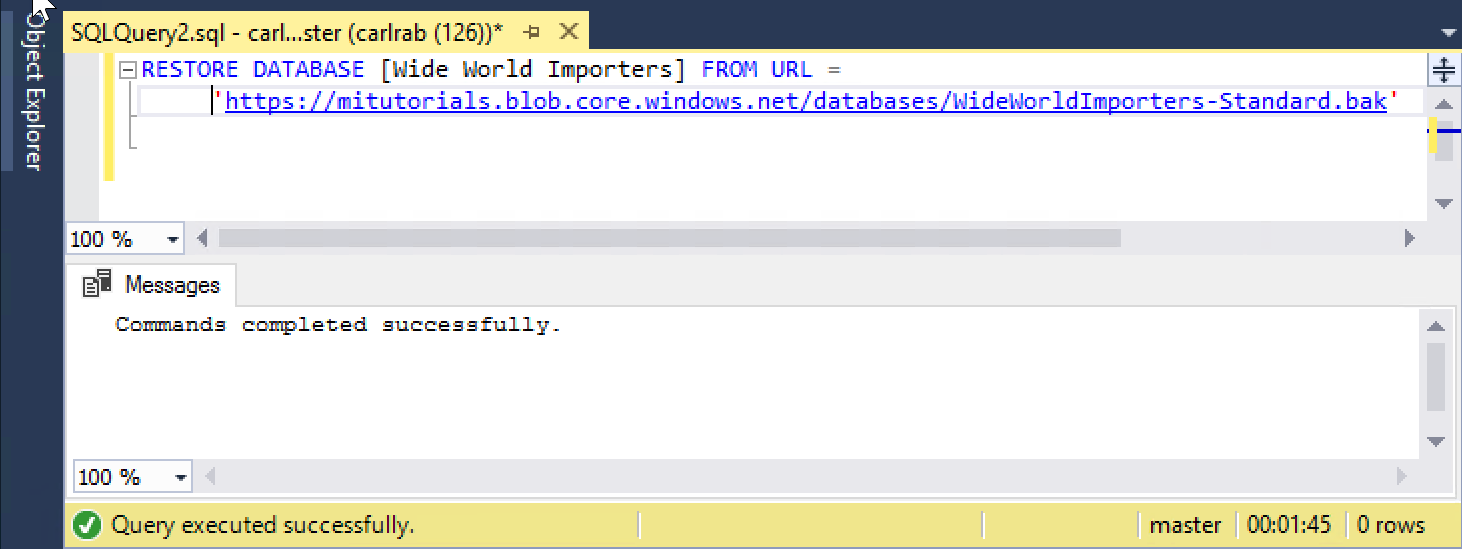 Object Explorer
SQLQuery2.sql - carl...ster (carlrab (126))*
RESTORE DATABASE [Wide World Importers] FROM URL =
'https://mitutorials.blob.core.windows.net/databases/WideWorldImporters-Standard.bak'
100 %
Messages
Commands completed successfully.
100 %
Query executed successfully.
master
00:01:45
0 rows